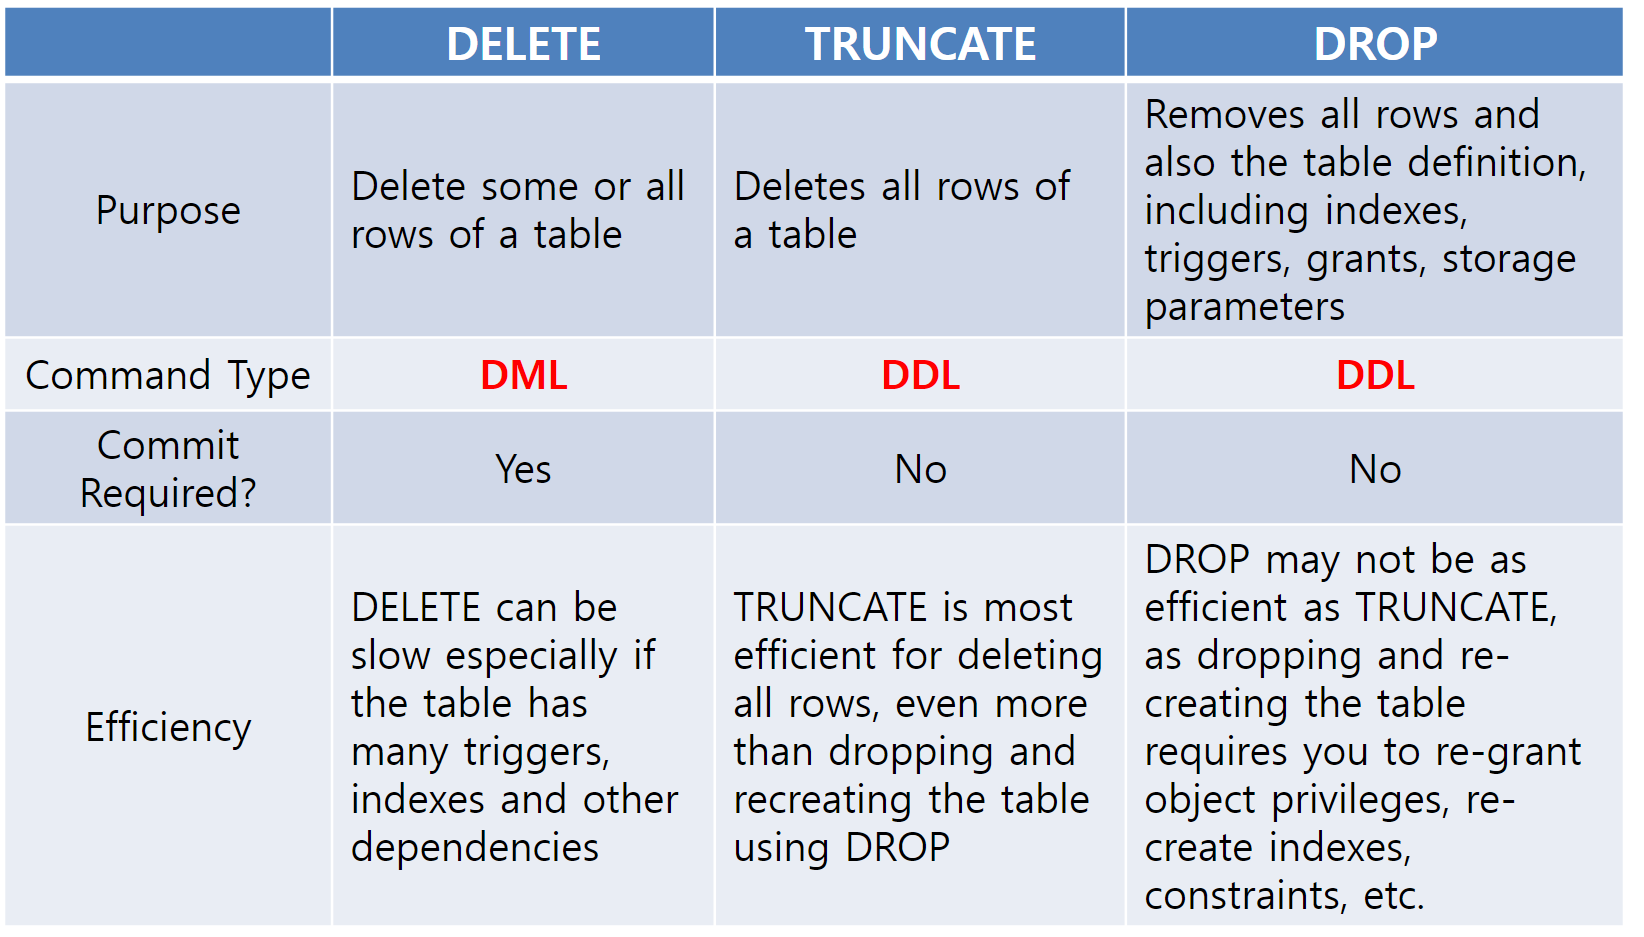 DELETE TRUNCATE DROP
Purpose
Delete some or all
rows of a table
Deletes all rows of
a table
Removes all rows and
also the table definition,
including indexes,
triggers, grants, storage
parameters
Command Type
DML
DDL
DDL
Commit
Required?
Yes
No
No
Efficiency
DELETE can be
slow especially if
the table has
many triggers,
indexes and other
dependencies
TRUNCATE is most
efficient for deleting
all rows, even more
than dropping and
recreating the table
using DROP
DROP may not be as
efficient as TRUNCATE,
as dropping and re-
creating the table
requires you to re-grant
object privileges, re-
create indexes,
constraints, etc.